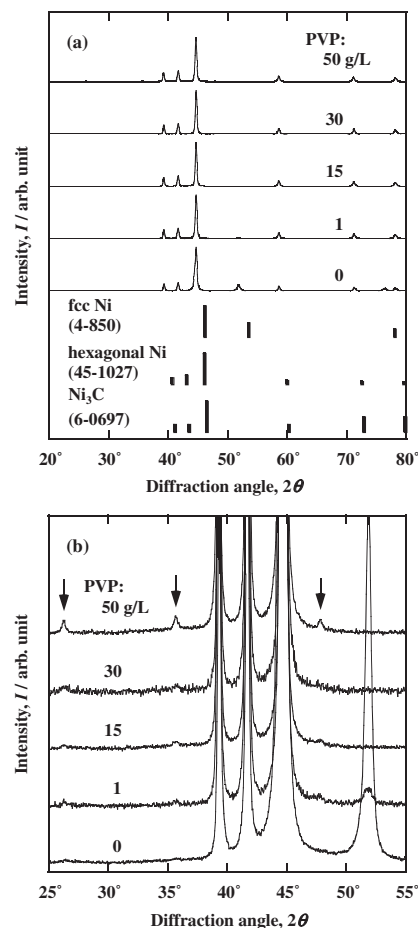 (a)
PVP:
50 g/L
30
15
1
0
fcc Ni
(4-850)
hexagonal Ni
(45-1027)
Ni₃C
(6-0697)
Intensity, I / arb. unit
20° 30° 40° 50° 60° 70° 80°
Diffraction angle, 2θ
(b)
PVP:
50 g/L
30
15
1
0
Intensity, I / arb. unit
25° 30° 35° 40° 45° 50° 55°
Diffraction angle, 2θ